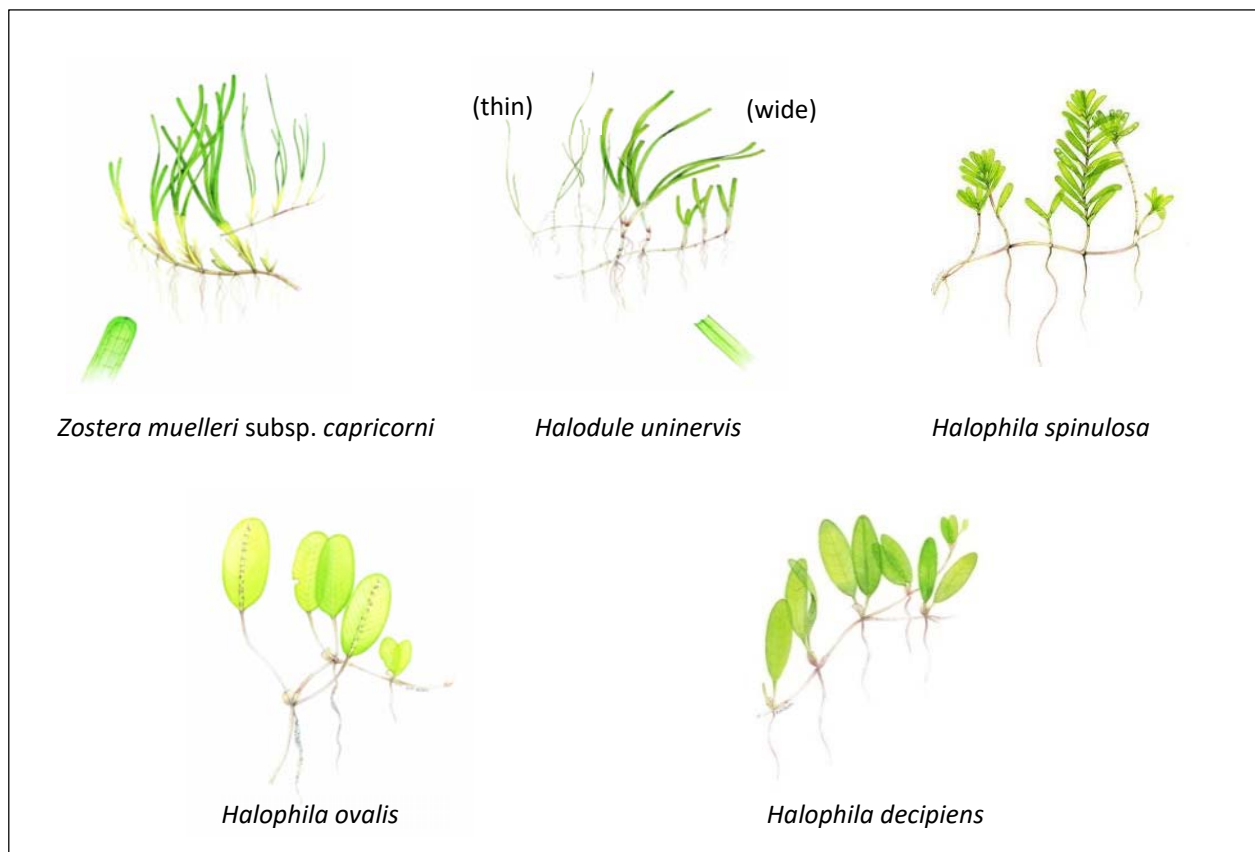 (thin)
(wide)
Zostera muelleri subsp. capricorni
Halodule uninervis
Halophila spinulosa
Halophila ovalis
Halophila decipiens